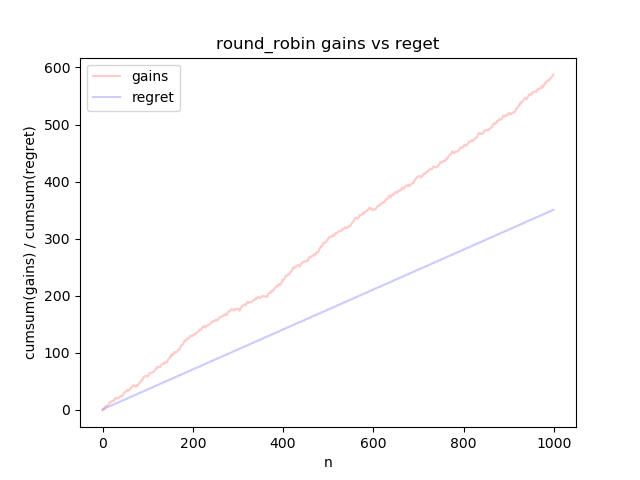 round_robin gains vs reget
gains
regret
cumsum(gains) / cumsum(regret)
600
500
400
300
200
100
0
0 200 400 600 800 1000
n